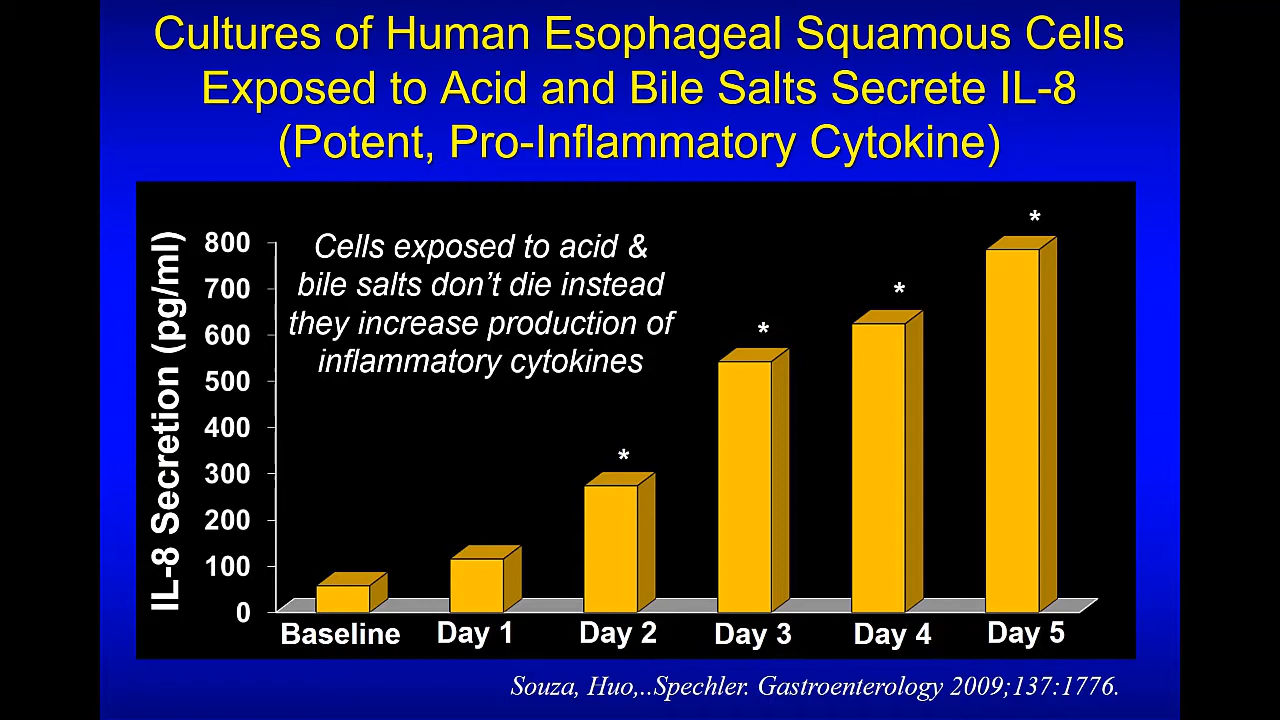 Cultures of Human Esophageal Squamous Cells
Exposed to Acid and Bile Salts Secrete IL-8
(Potent, Pro-Inflammatory Cytokine)
IL-8 Secretion (pg/ml)
800
700
600
500
400
300
200
100
0
Cells exposed to acid &
bile salts don’t die instead
they increase production of
inflammatory cytokines
*
*
*
*
Baseline Day 1 Day 2 Day 3 Day 4 Day 5
Souza, Huo,..Spechler. Gastroenterology 2009;137:1776.